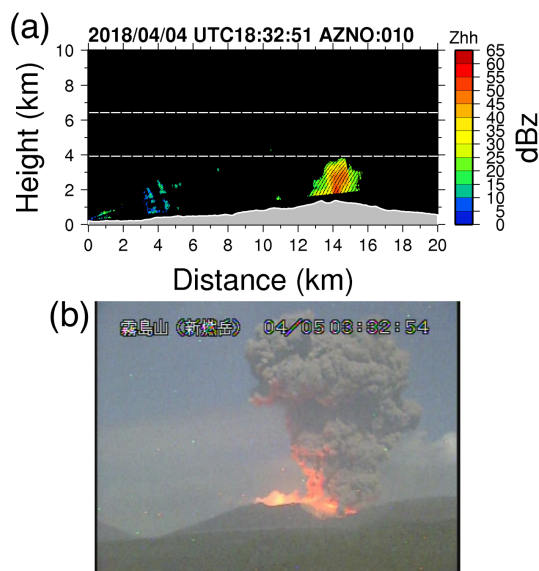 (a)
2018/04/04 UTC18:32:51 AZNO:010
Zhh
Height (km)
10
8
6
4
2
0
0 2 4 6 8 10 12 14 16 18 20
Distance (km)
65
60
55
50
45
40
35
30
25
20
15
10
5
0
dBz
(b)
霧島山（新燃岳） 04/05 03:32:54